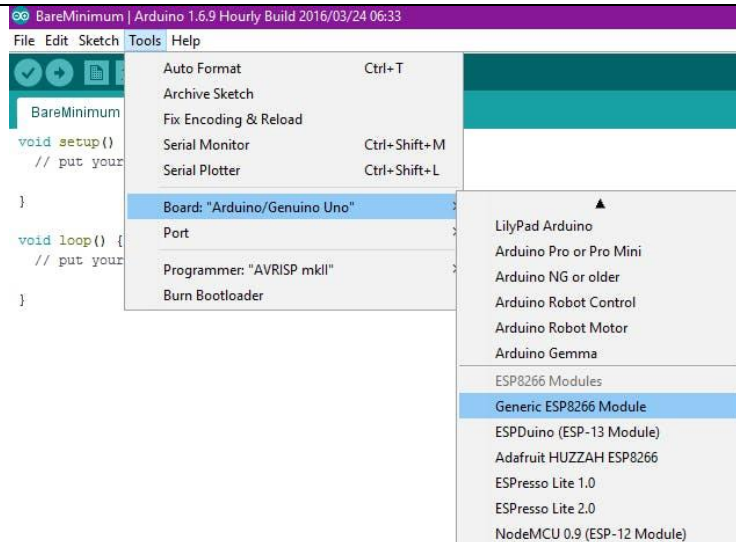 BareMinimum | Arduino 1.6.9 Hourly Build 2016/03/24 06:33
File Edit Sketch Tools Help
BareMinimum
void setup()
// put your
}
void loop() {
// put your
}
Auto Format Ctrl+T
Archive Sketch
Fix Encoding & Reload
Serial Monitor Ctrl+Shift+M
Serial Plotter Ctrl+Shift+L
Board: "Arduino/Genuino Uno"
Port
Programmer: "AVRISP mkII"
Burn Bootloader
LilyPad Arduino
Arduino Pro or Pro Mini
Arduino NG or older
Arduino Robot Control
Arduino Robot Motor
Arduino Gemma
ESP8266 Modules
Generic ESP8266 Module
ESPDuino (ESP-13 Module)
Adafruit HUZZAH ESP8266
ESPresso Lite 1.0
ESPresso Lite 2.0
NodeMCU 0.9 (ESP-12 Module)